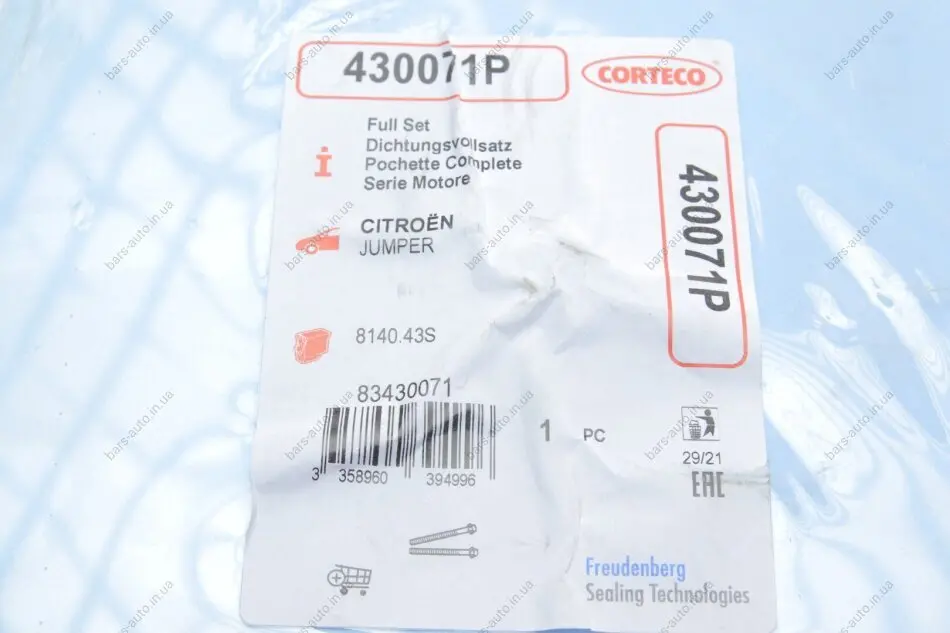 430071P
CORTECO
Full Set
Dichtungsvollsatz
Pochette Complete
Serie Motore
430071P
CITROËN
JUMPER
8140.43S
83430071
1 PC
3 358960 394996
29/21
EAC
Freudenberg
Sealing Technologies
bars-auto.in.ua